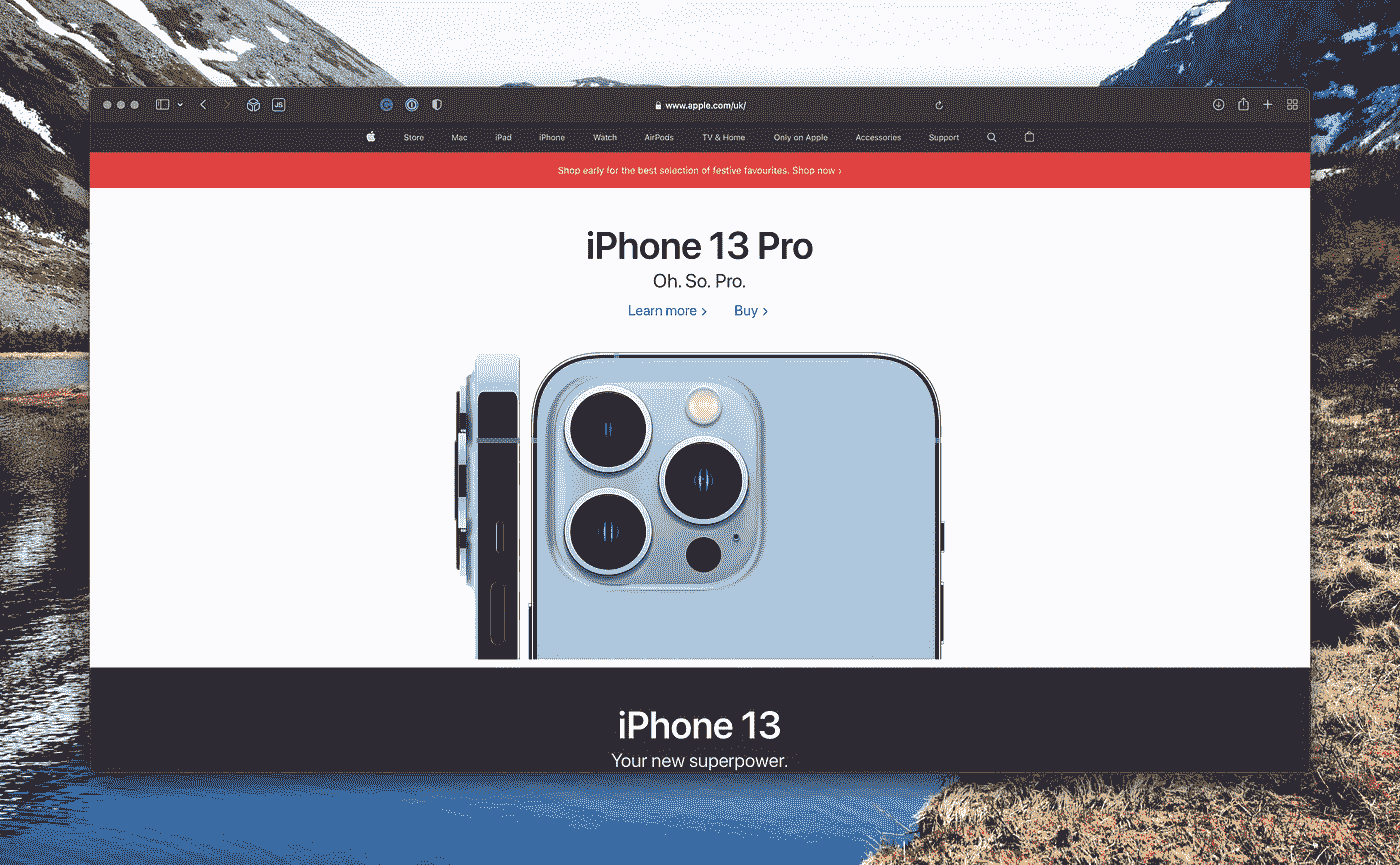 JS
www.apple.com/uk/
Store Mac iPad iPhone Watch AirPods TV & Home Only on Apple Accessories Support
Shop early for the best selection of festive favourites. Shop now ›
iPhone 13 Pro
Oh. So. Pro.
Learn more › Buy ›
iPhone 13
Your new superpower.